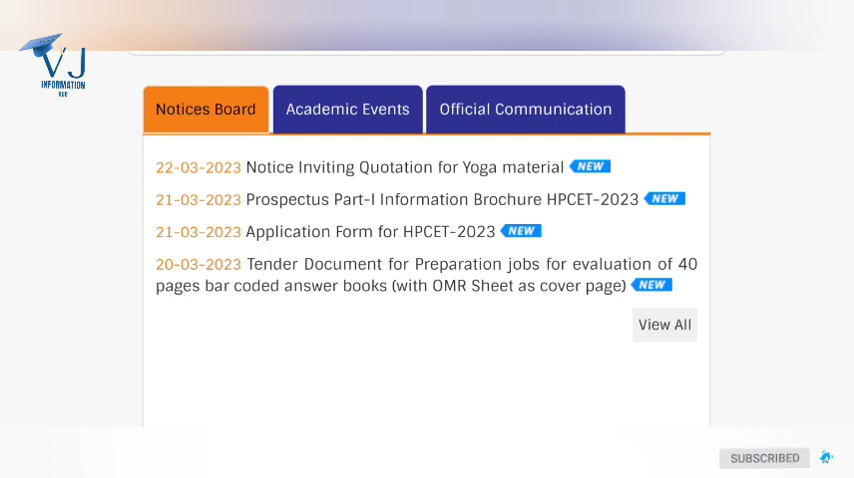 VJ
INFORMATION
HUB
Notices Board
Academic Events
Official Communication
22-03-2023 Notice Inviting Quotation for Yoga material NEW
21-03-2023 Prospectus Part-I Information Brochure HPCET-2023 NEW
21-03-2023 Application Form for HPCET-2023 NEW
20-03-2023 Tender Document for Preparation jobs for evaluation of 40
pages bar coded answer books (with OMR Sheet as cover page) NEW
View All
SUBSCRIBED